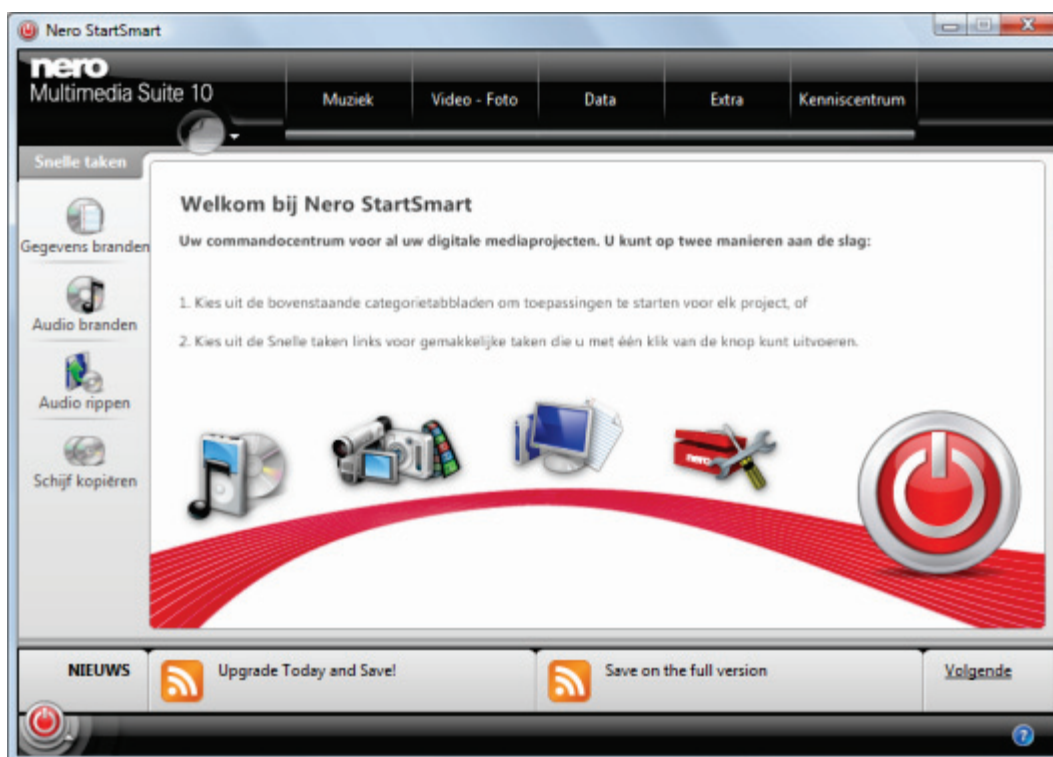 Nero StartSmart
nero
Multimedia Suite 10
Muziek
Video - Foto
Data
Extra
Kenniscentrum
Snelle taken
Gegevens branden
Audio branden
Audio rippen
Schijf kopiëren
Welkom bij Nero StartSmart
Uw commandocentrum voor al uw digitale mediaprojecten. U kunt op twee manieren aan de slag:
1. Kies uit de bovenstaande categorietabbladen om toepassingen te starten voor elk project, of
2. Kies uit de Snelle taken links voor gemakkelijke taken die u met één klik van de knop kunt uitvoeren.
nero
NIEUWS
Upgrade Today and Save!
Save on the full version
Volgende
?